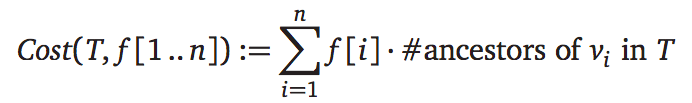 Cost(T, f[1..n]) := ∑_{i=1}^{n} f[i] · #ancestors of v_i in T